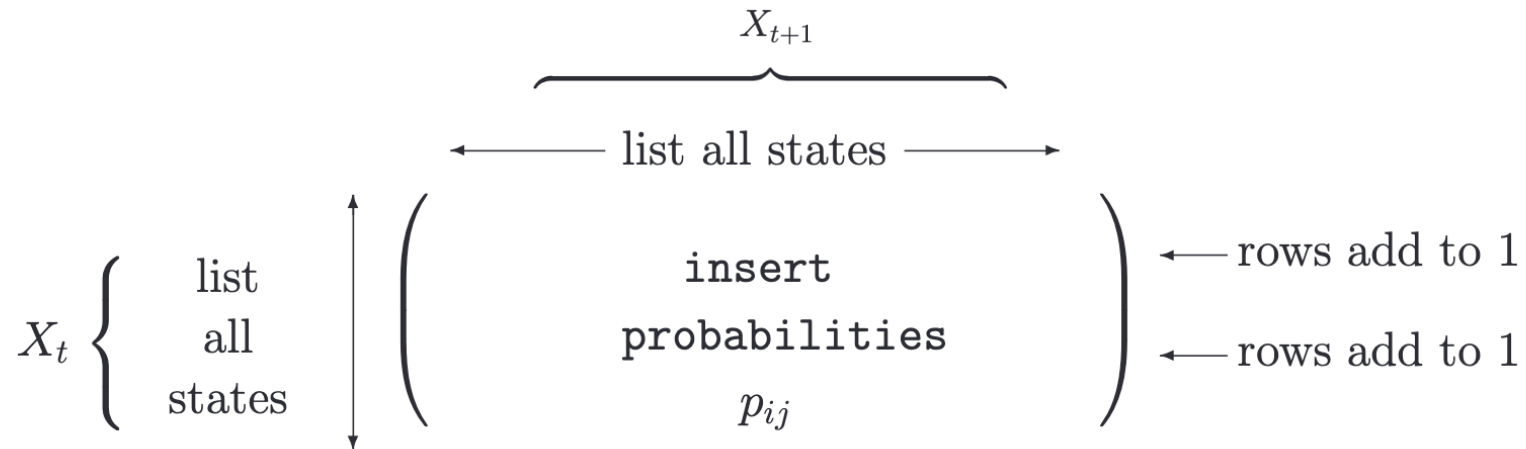 X_{t+1}
list all states
list
all
states
X_t
insert
probabilities
p_{ij}
rows add to 1
rows add to 1